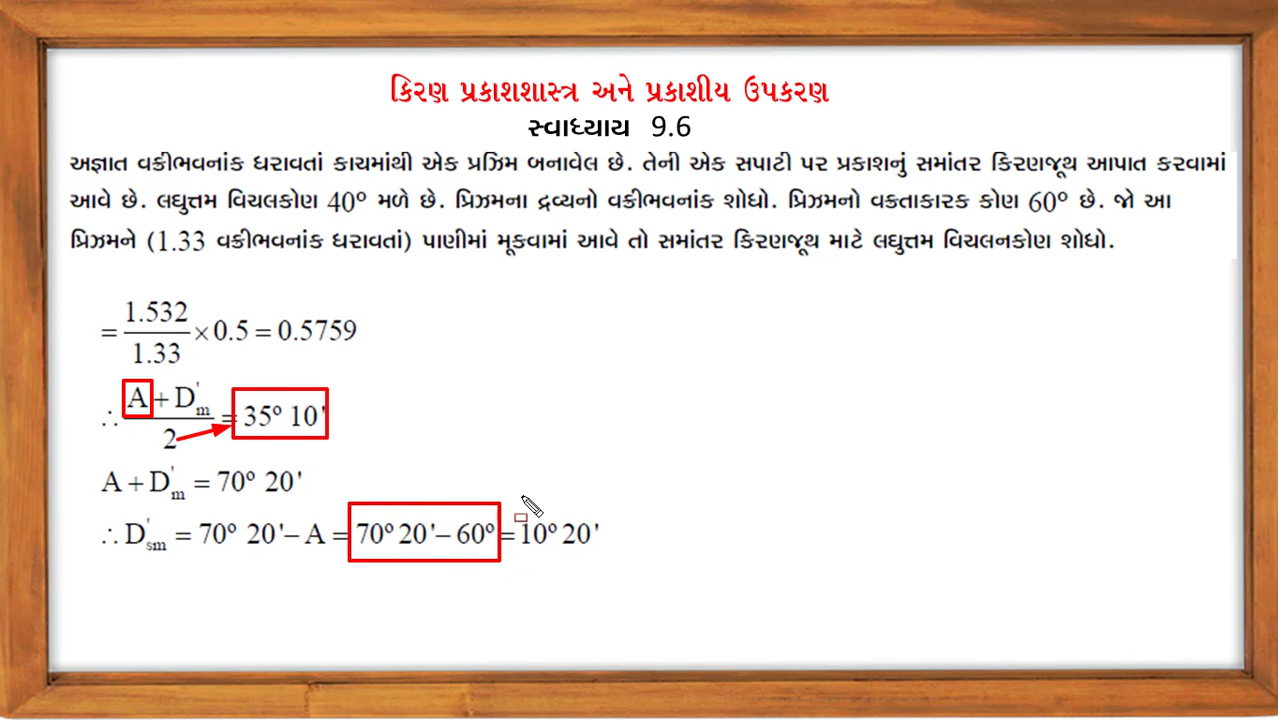 કિરણ પ્રકાશશાસ્ત્ર અને પ્રકાશીય ઉપકરણ
સ્વાધ્યાય 9.6
અજ્ઞાત વક્રીભવનાંક ધરાવતાં કાચમાંથી એક પ્રઝિમ બનાવેલ છે. તેની એક સપાટી પર પ્રકાશનું સમાંતર કિરણજૂથ આપાત કરવામાં
આવે છે. લઘુત્તમ વિચલકોણ 40° મળે છે. પ્રિઝમના દ્રવ્યનો વક્રીભવનાંક શોધો. પ્રિઝમનો વક્રતાકારક કોણ 60° છે. જો આ
પ્રિઝમને (1.33 વક્રીભવનાંક ધરાવતાં) પાણીમાં મૂકવામાં આવે તો સમાંતર કિરણજૂથ માટે લઘુત્તમ વિચલનકોણ શોધો.
= 1.532/1.33 × 0.5 = 0.5759
∴ (A + D'm)/2 = 35° 10'
A + D'm = 70° 20'
∴ D'sm = 70° 20' – A = 70° 20' – 60° = 10° 20'